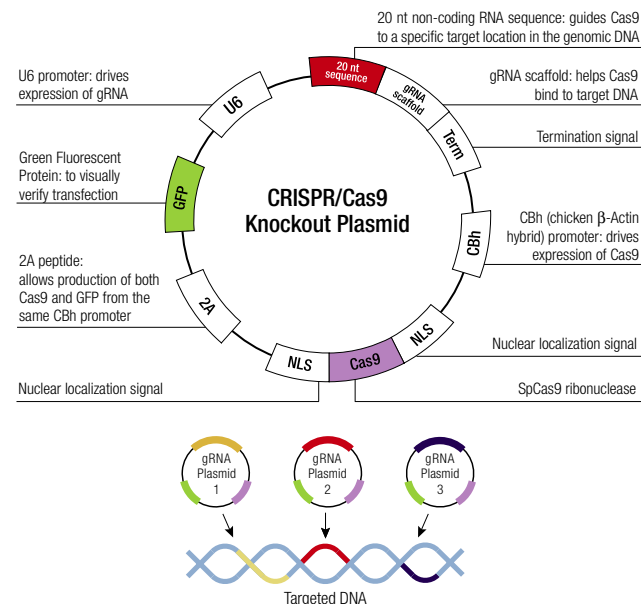 20 nt non-coding RNA sequence: guides Cas9
to a specific target location in the genomic DNA
U6 promoter: drives
expression of gRNA
gRNA scaffold: helps Cas9
bind to target DNA
Termination signal
Green Fluorescent
Protein: to visually
verify transfection
CBh (chicken β-Actin
hybrid) promoter: drives
expression of Cas9
2A peptide:
allows production of both
Cas9 and GFP from the
same CBh promoter
Nuclear localization signal
Nuclear localization signal
SpCas9 ribonuclease
20 nt
sequence
gRNA
scaffold
Term
CBh
NLS
Cas9
NLS
2A
GFP
U6
CRISPR/Cas9
Knockout Plasmid
gRNA
Plasmid
1
gRNA
Plasmid
2
gRNA
Plasmid
3
Targeted DNA